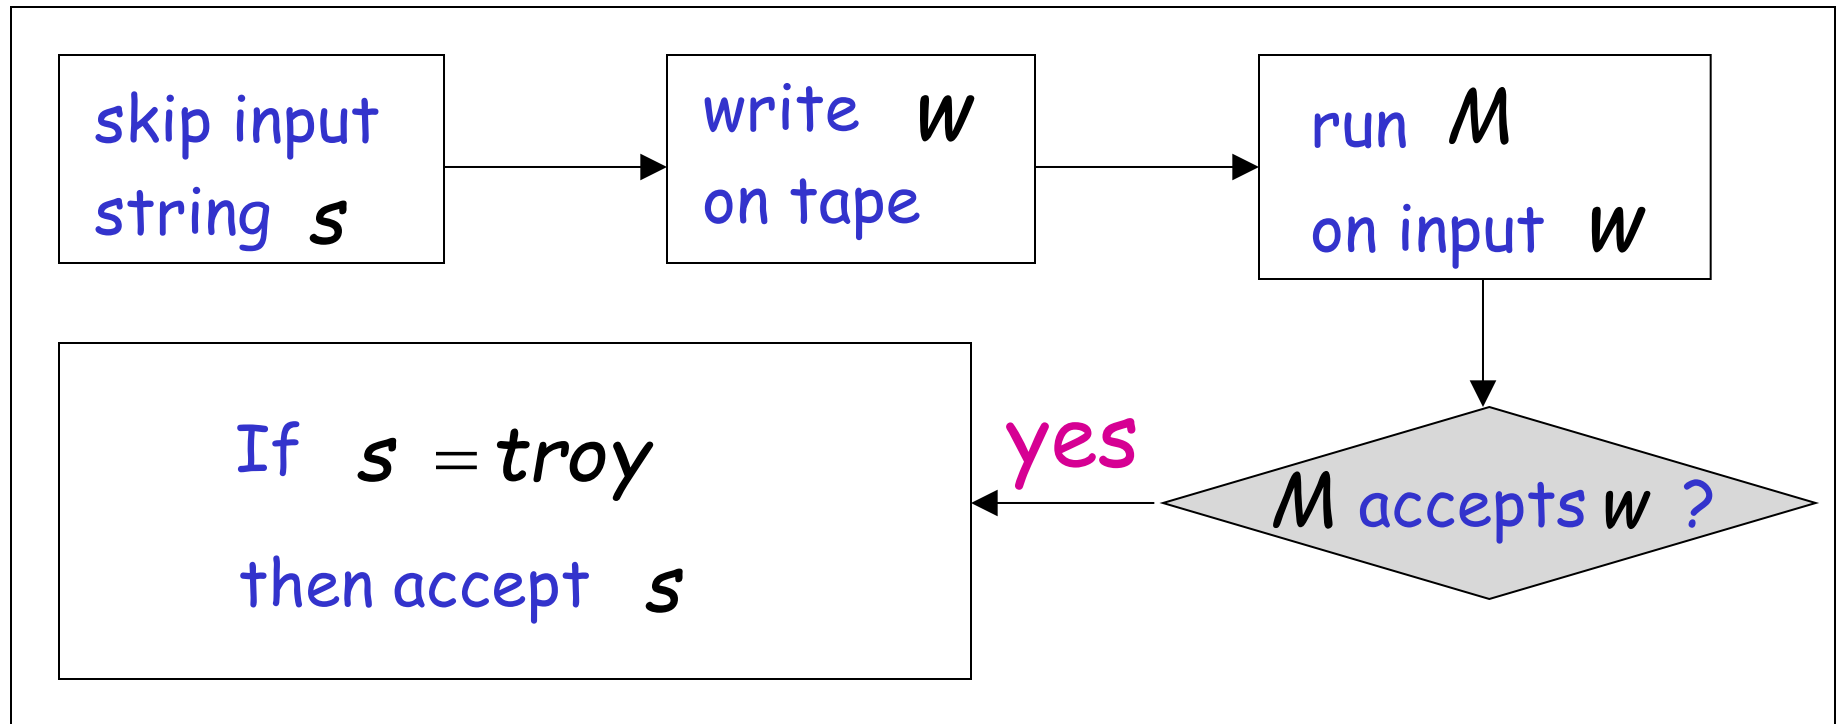 skip input
string s
write w
on tape
run M
on input w
M accepts w ?
yes
If s = troy
then accept s